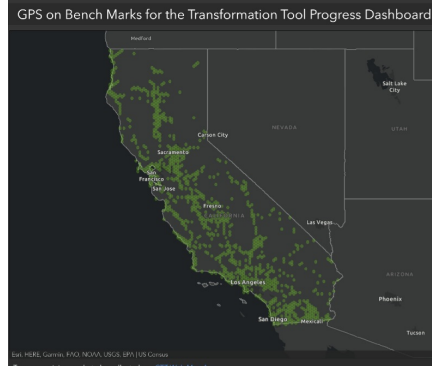 GPS on Bench Marks for the Transformation Tool Progress Dashboard
Medford
Salt Lake
City
Carson City
NEVADA
UTAH
Sacramento
San
Francisco
San Jose
Fresno
Las Vegas
ARIZONA
Los Angeles
Phoenix
San Diego
Mexicali
Tucson
Esri, HERE, Garmin, FAO, NOAA, USGS, EPA | US Census